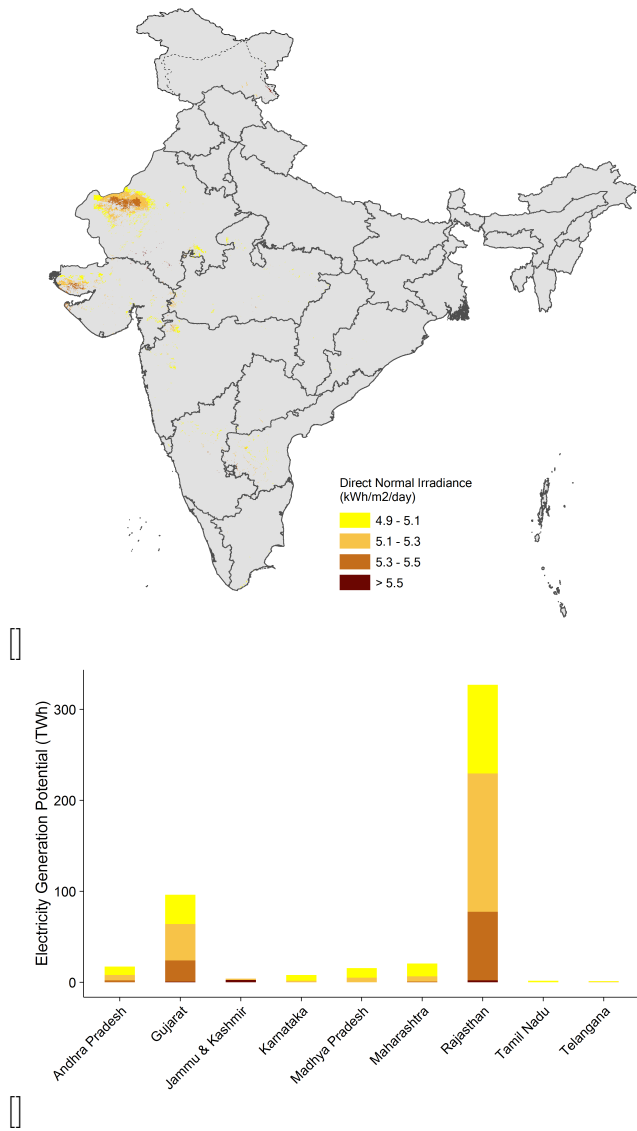 Direct Normal Irradiance
(kWh/m2/day)
4.9 - 5.1
5.1 - 5.3
5.3 - 5.5
> 5.5
[]
Electricity Generation Potential (TWh)
300
200
100
0
Andhra Pradesh
Gujarat
Jammu & Kashmir
Karnataka
Madhya Pradesh
Maharashtra
Rajasthan
Tamil Nadu
Telangana
[]